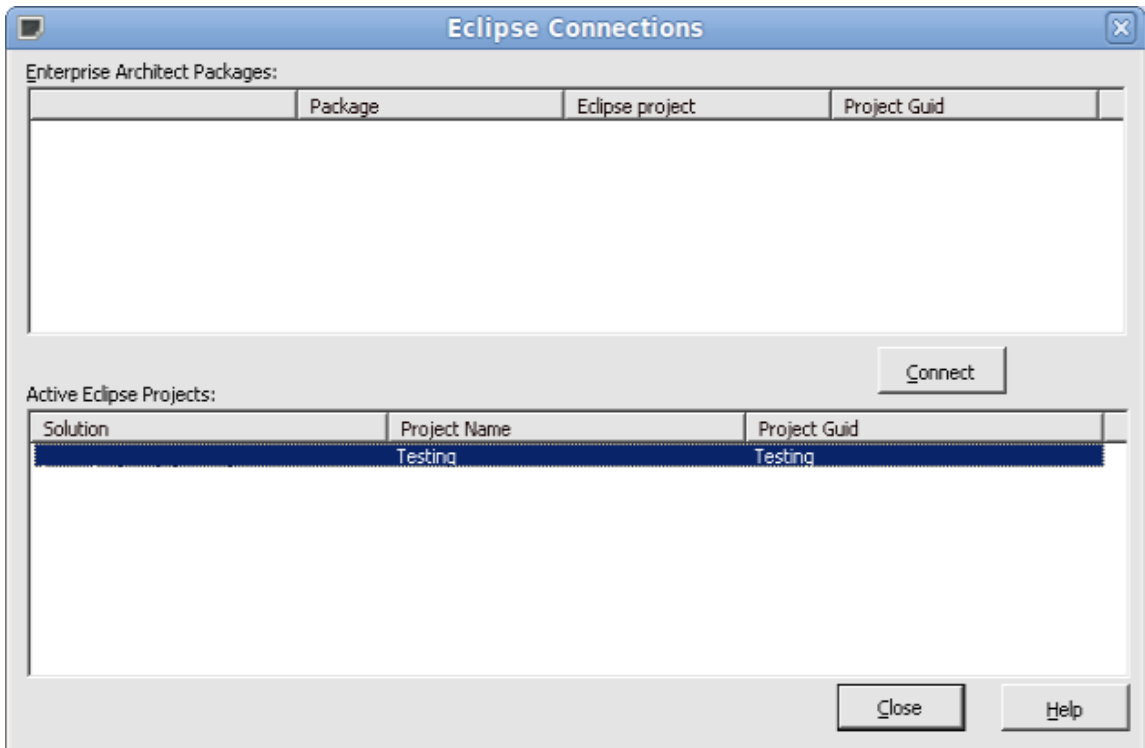 Eclipse Connections
Enterprise Architect Packages:
Package Eclipse project Project Guid
Connect
Active Eclipse Projects:
Solution Project Name Project Guid
Testing Testing
Close Help